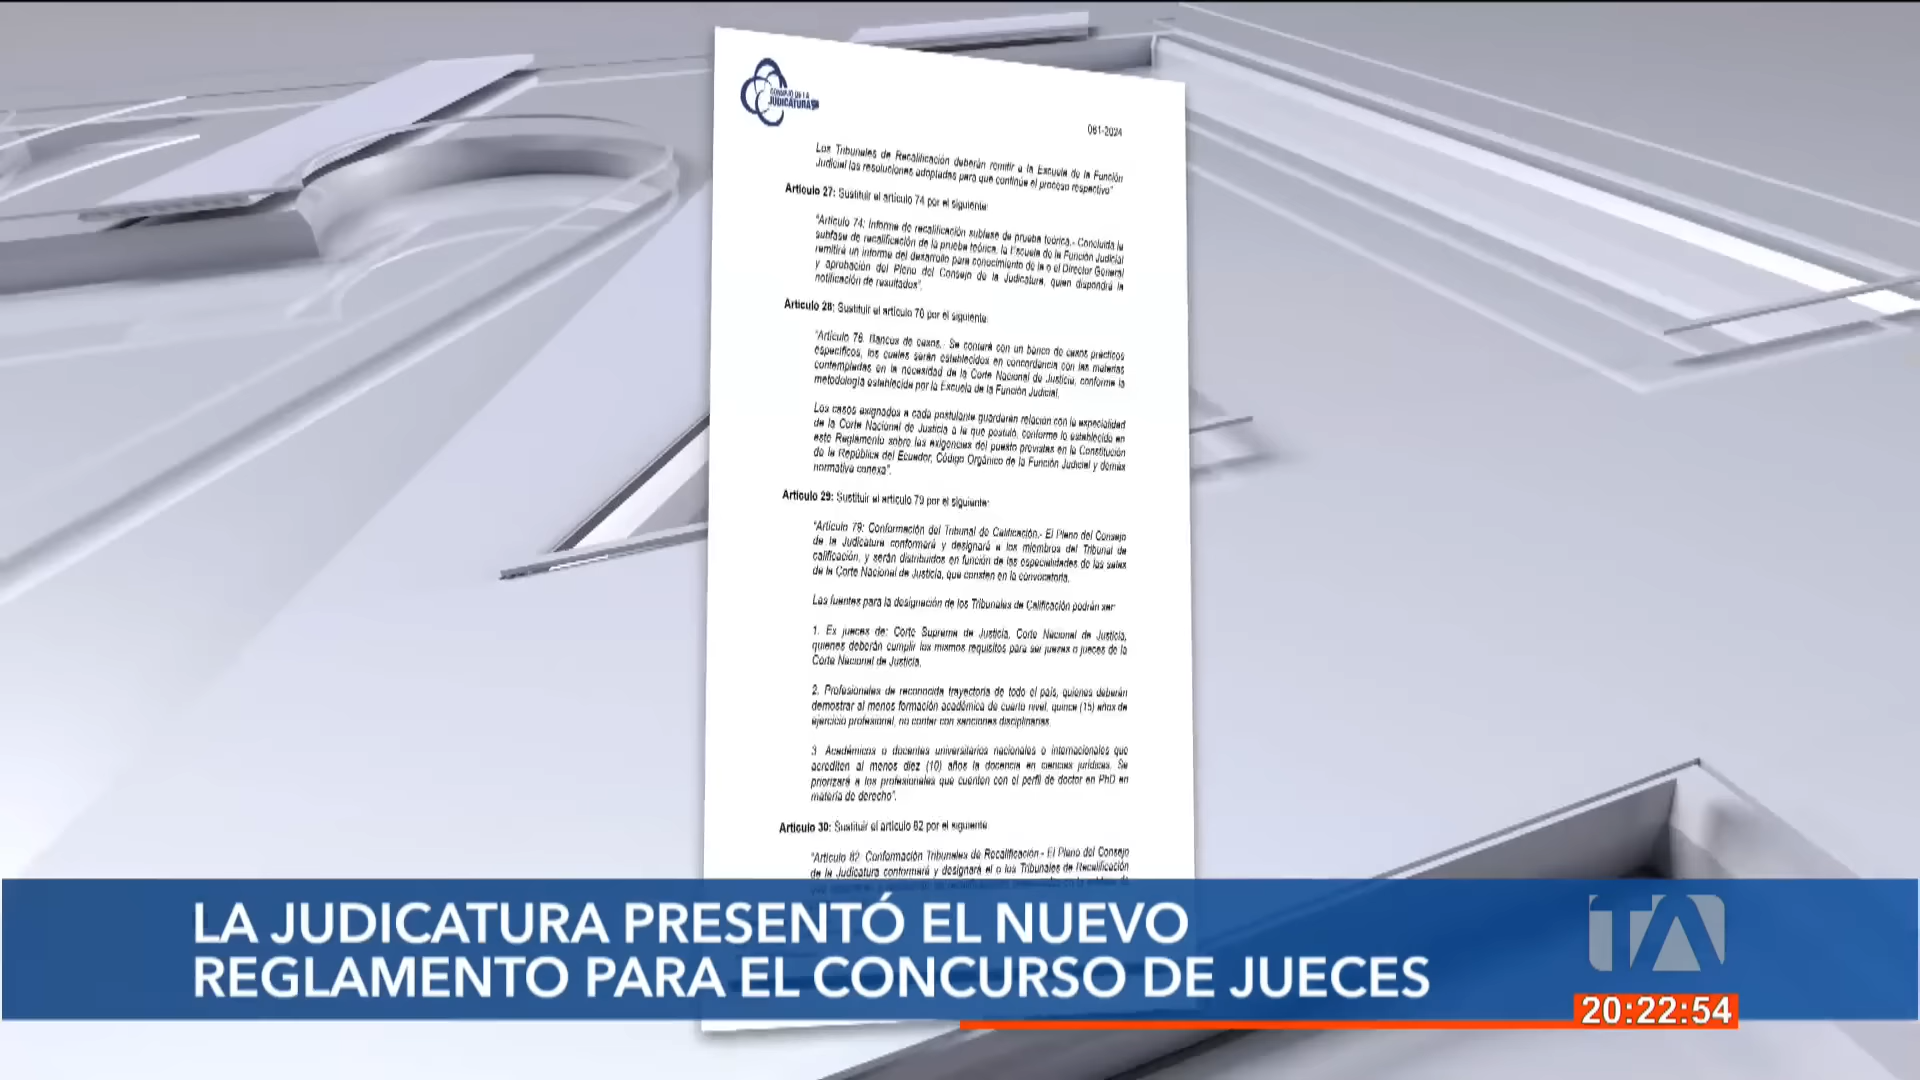 CONSEJO DE LA
JUDICATURA
061-2024
Los Tribunales de Recalificación deberán remitir a la Escuela de la Función
Judicial las resoluciones adoptadas para que continúe el proceso respectivo"
Artículo 27: Sustituir el artículo 74 por el siguiente:
"Artículo 74: Informe de recalificación subfase de prueba teórica.- Concluida la
subfase de recalificación de la prueba teórica, la Escuela de la Función Judicial
remitirá un informe del desarrollo para conocimiento de la o el Director General
y aprobación del Pleno del Consejo de la Judicatura, quien dispondrá la
notificación de resultados".
Artículo 28: Sustituir el artículo 76 por el siguiente:
"Artículo 76. Bancos de casos.- Se contará con un banco de casos prácticos
específicos, los cuales serán establecidos en concordancia con las materias
contempladas en la necesidad de la Corte Nacional de Justicia, conforme la
metodología establecida por la Escuela de la Función Judicial.
Los casos asignados a cada postulante guardarán relación con la especialidad
de la Corte Nacional de Justicia a la que postuló, conforme lo establecido en
este Reglamento sobre las exigencias del puesto previstas en la Constitución
de la República del Ecuador, Código Orgánico de la Función Judicial y demás
normativa conexa".
Artículo 29: Sustituir el artículo 79 por el siguiente:
"Artículo 79: Conformación del Tribunal de Calificación.- El Pleno del Consejo
de la Judicatura conformará y designará a los miembros del Tribunal de
calificación, y serán distribuidos en función de las especialidades de las salas
de la Corte Nacional de Justicia, que consten en la convocatoria.
Las fuentes para la designación de los Tribunales de Calificación podrán ser:
1. Ex jueces de: Corte Suprema de Justicia, Corte Nacional de Justicia,
quienes deberán cumplir los mismos requisitos para ser juezas o jueces de la
Corte Nacional de Justicia.
2. Profesionales de reconocida trayectoria de todo el país, quienes deberán
demostrar al menos formación académica de cuarto nivel, quince (15) años de
ejercicio profesional, no contar con sanciones disciplinarias.
3 Académicos o docentes universitarios nacionales o internacionales que
acrediten al menos diez (10) años la docencia en ciencias jurídicas. Se
priorizará a los profesionales que cuenten con el perfil de doctor en PhD en
materia de derecho".
Artículo 30: Sustituir el artículo 82 por el siguiente
"Artículo 82. Conformación Tribunales de Recalificación.- El Pleno del Consejo
de la Judicatura conformará y designará el o los Tribunales de Recalificación
LA JUDICATURA PRESENTÓ EL NUEVO
REGLAMENTO PARA EL CONCURSO DE JUECES
TA
20:22:54